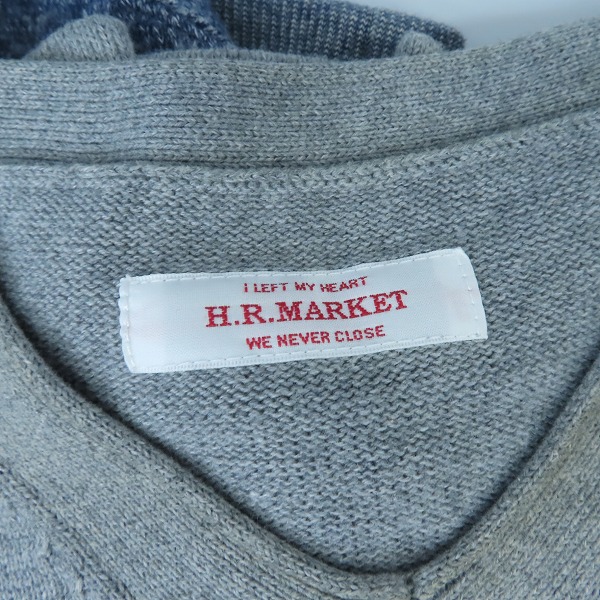 I LEFT MY HEART
H.R.MARKET
WE NEVER CLOSE